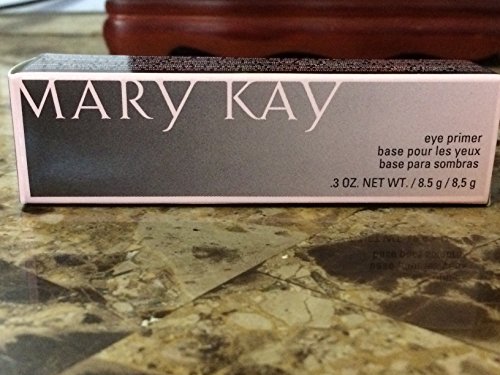 MARY KAY
eye primer
base pour les yeux
base para sombras
.3 OZ. NET WT. / 8.5 g / 8,5 g